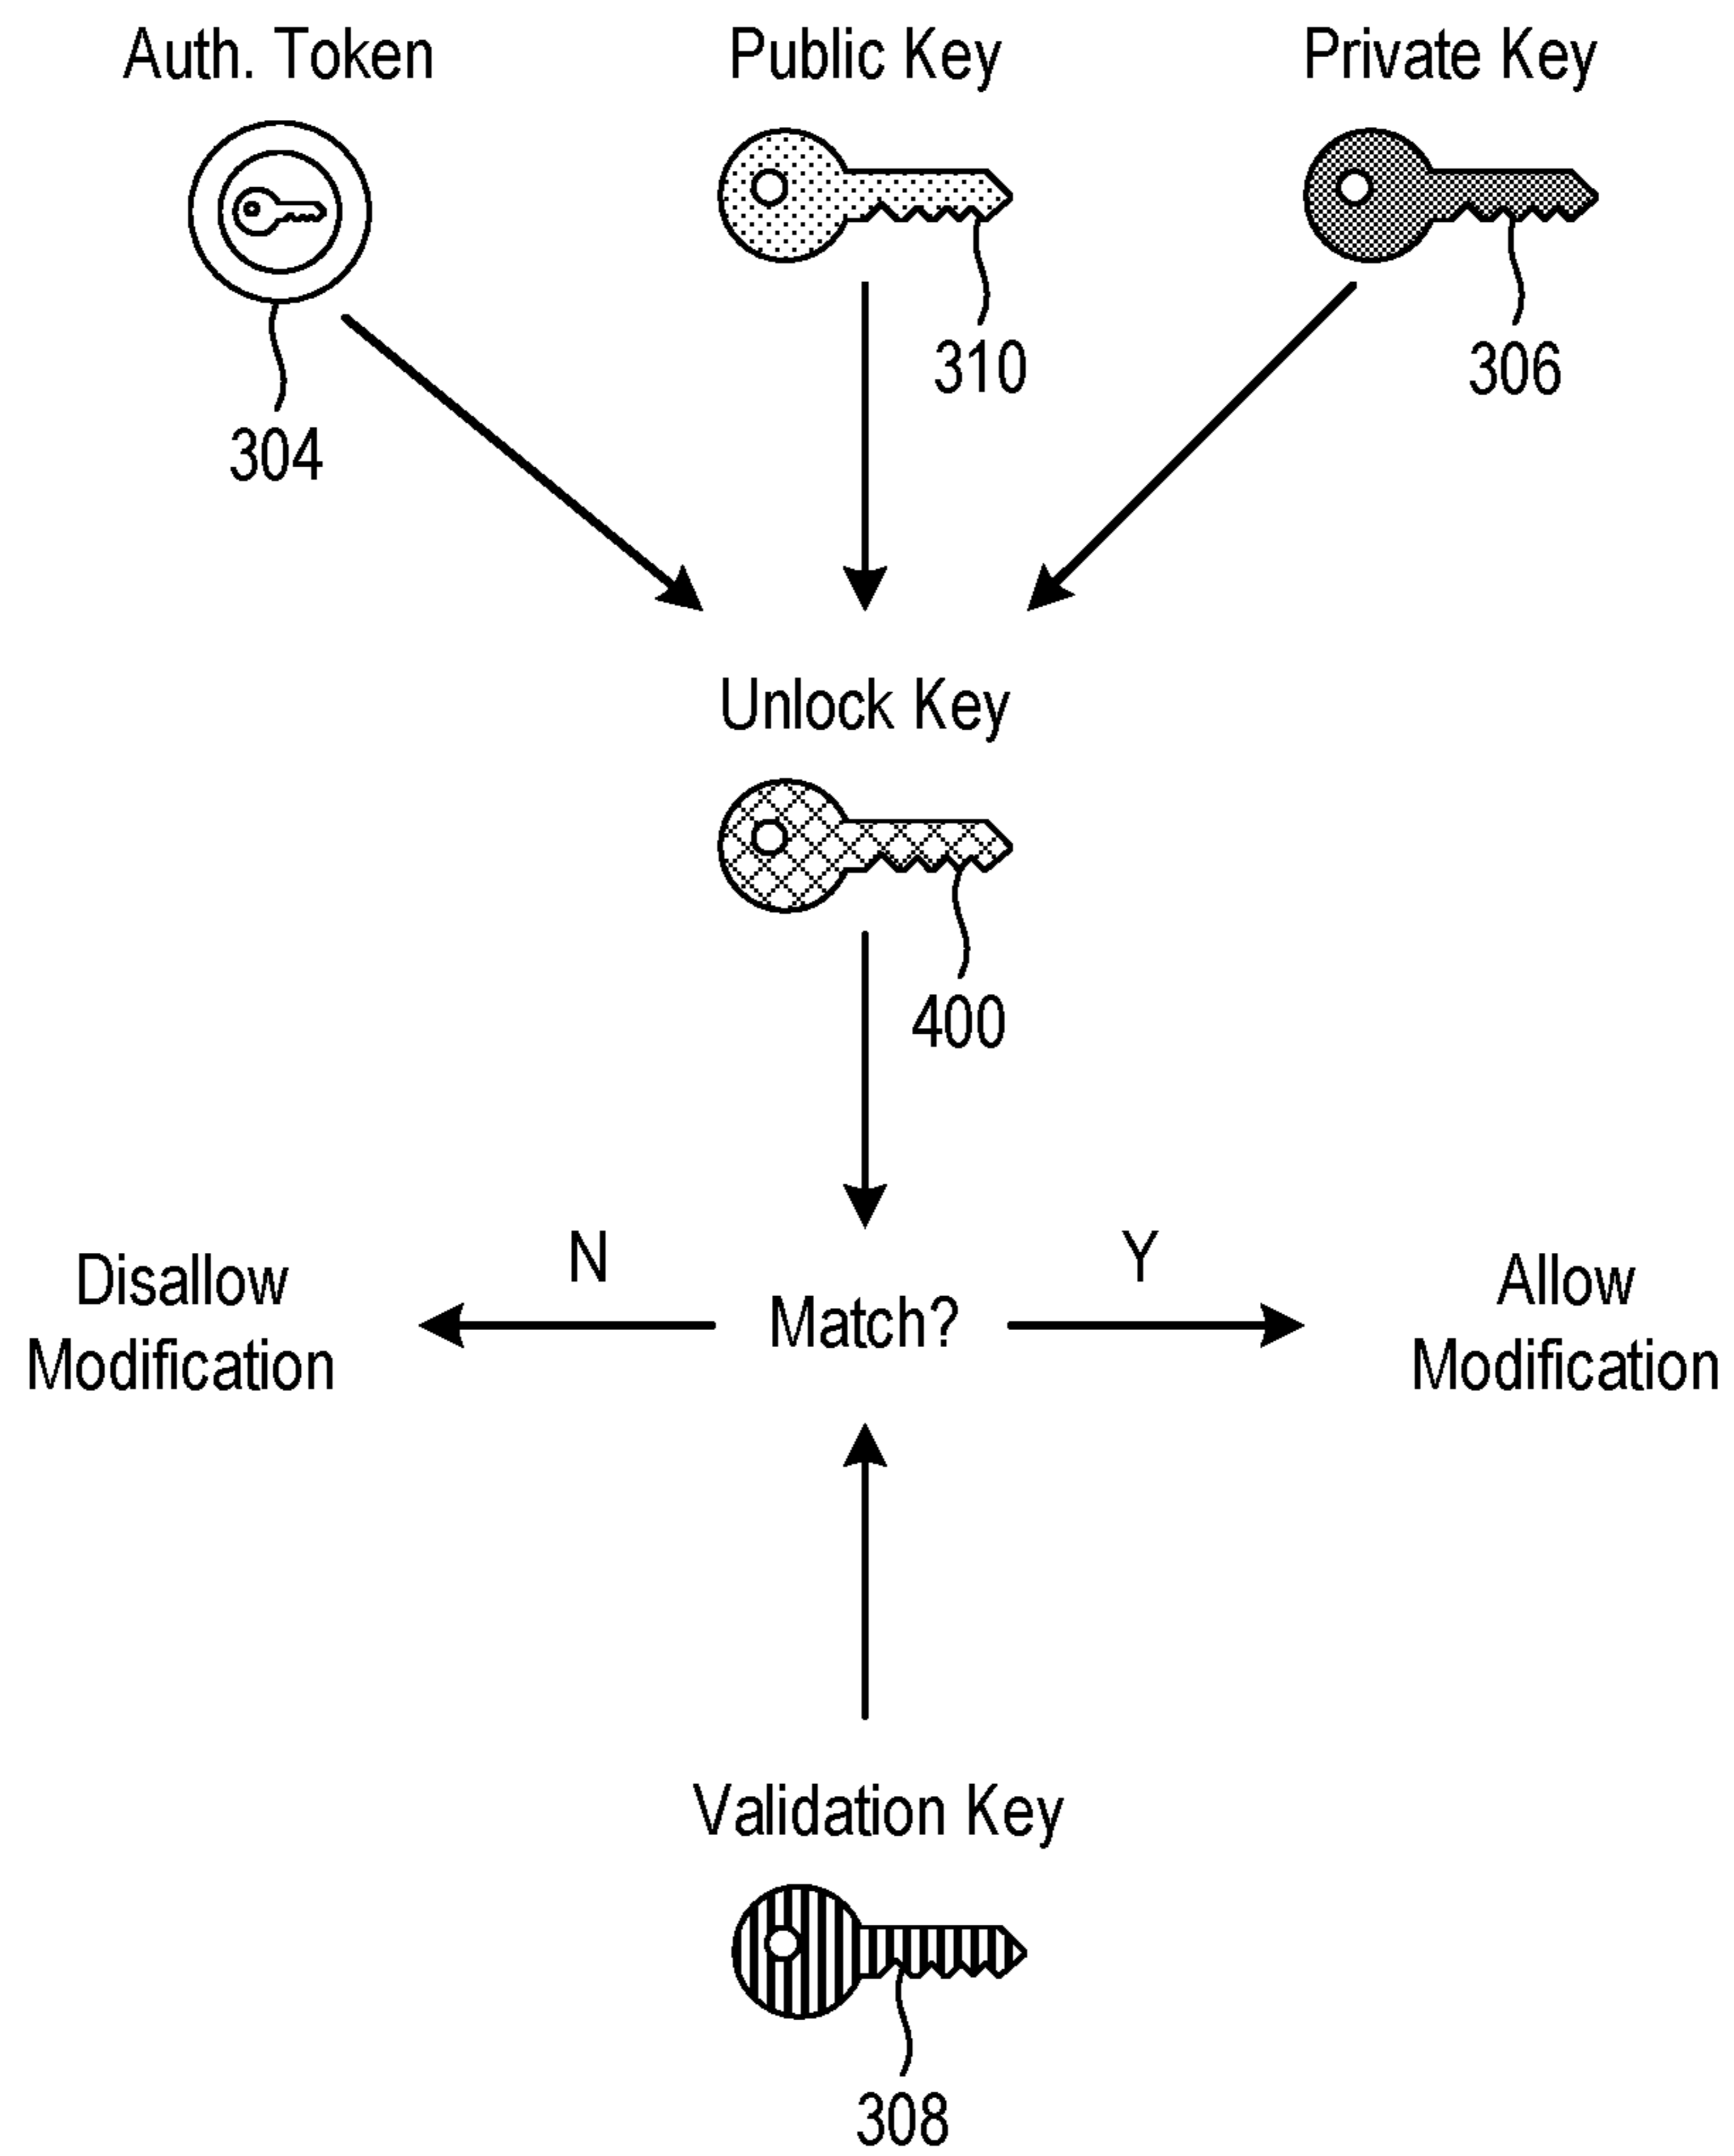 Auth. Token
Public Key
Private Key
310
306
304
Unlock Key
400
N
Y
Disallow
Modification
Match?
Allow
Modification
Validation Key
308